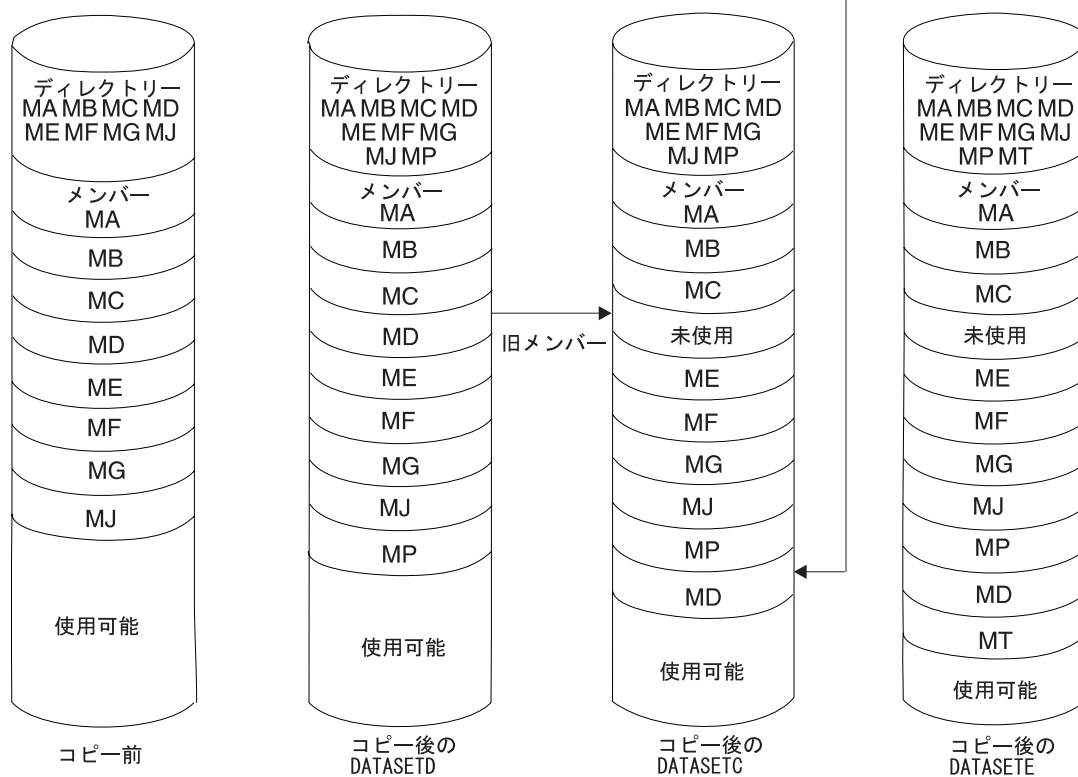 ディレクトリー
MA MB MC MD
ME MF MG MJ
メンバー
MA
MB
MC
MD
ME
MF
MG
MJ
使用可能
コピー前
ディレクトリー
MA MB MC MD
ME MF MG
MJ MP
メンバー
MA
MB
MC
MD
ME
MF
MG
MJ
MP
使用可能
コピー後の
DATASETD
旧メンバー
ディレクトリー
MA MB MC MD
ME MF MG
MJ MP
メンバー
MA
MB
MC
未使用
ME
MF
MG
MJ
MP
MD
使用可能
コピー後の
DATASETC
ディレクトリー
MA MB MC MD
ME MF MG MJ
MP MT
メンバー
MA
MB
MC
未使用
ME
MF
MG
MJ
MP
MD
MT
使用可能
コピー後の
DATASETE